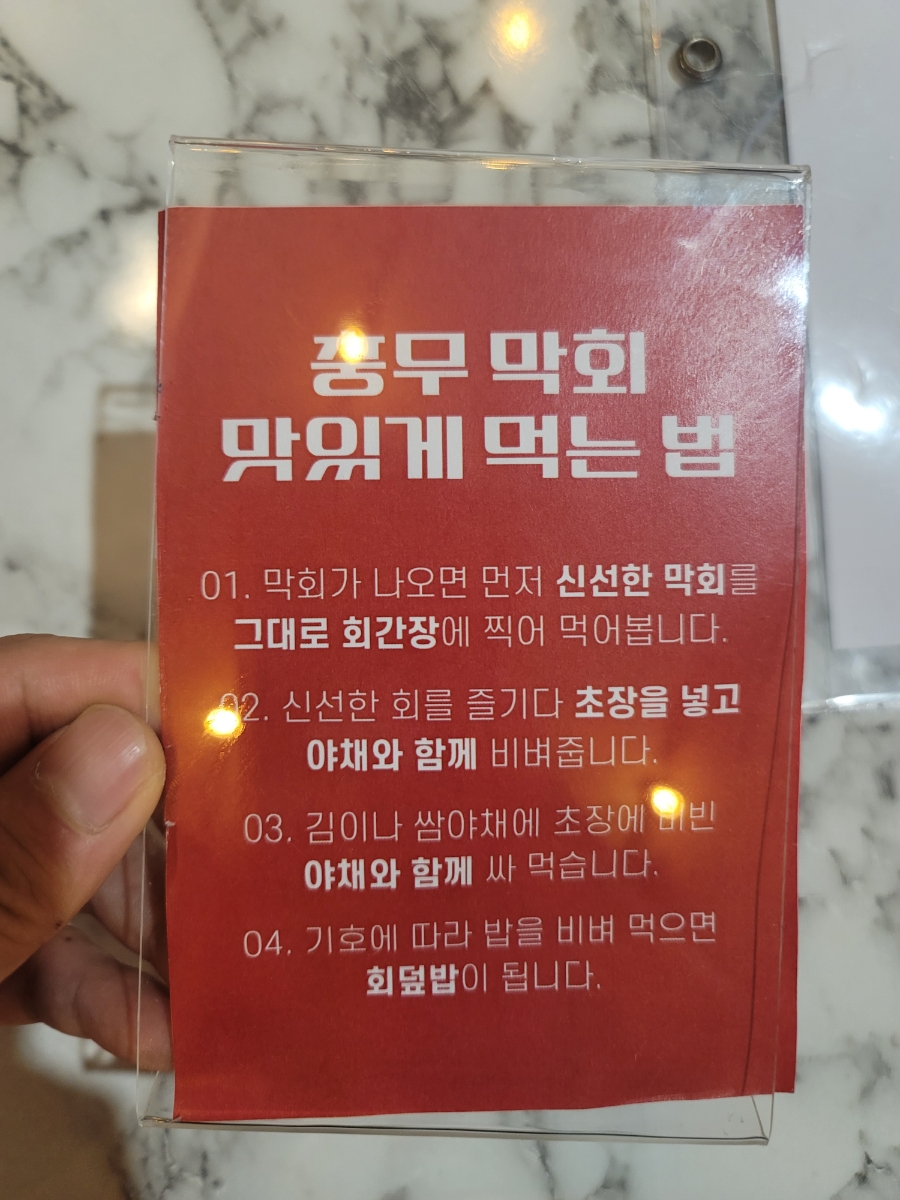 풍무 막회
맛있게 먹는 법
01. 막회가 나오면 먼저 신선한 막회를
그대로 회간장에 찍어 먹어봅니다.
02. 신선한 회를 즐기다 초장을 넣고
야채와 함께 비벼줍니다.
03. 김이나 쌈야채에 초장에 비빈
야채와 함께 싸 먹습니다.
04. 기호에 따라 밥을 비벼 먹으면
회덮밥이 됩니다.